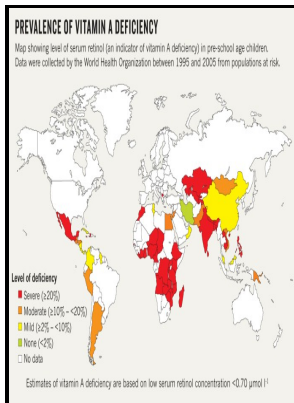 PREVALENCE OF VITAMIN A DEFICIENCY
Map showing level of serum retinol (an indicator of vitamin A deficiency) in pre-school age children.
Data were collected by the World Health Organization between 1995 and 2005 from populations at risk.
Level of deficiency
Severe (≥20%)
Moderate (≥10% – <20%)
Mild (≥2% – <10%)
None (<2%)
No data
Estimates of vitamin A deficiency are based on low serum retinol concentration <0.70 μmol l